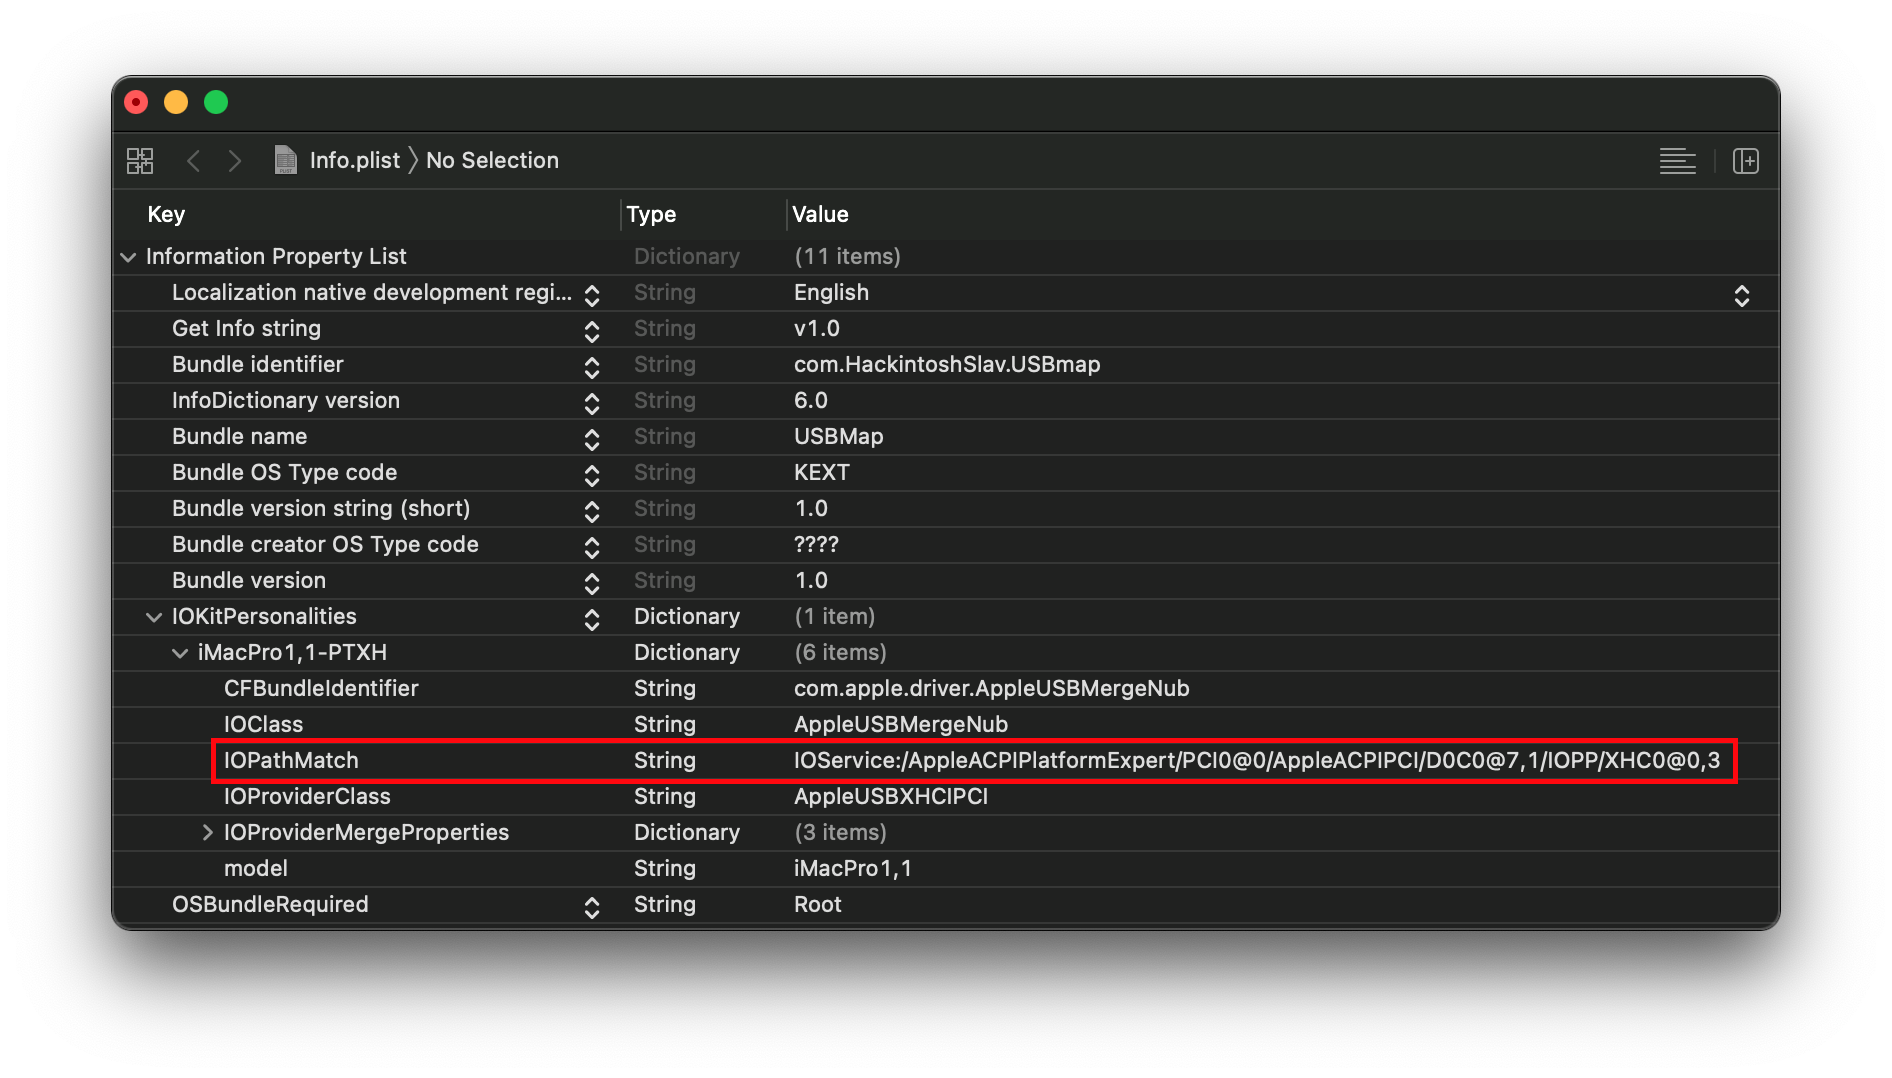 Info.plist 〉 No Selection
Key Type Value
Information Property List Dictionary (11 items)
Localization native development regi... String English
Get Info string String v1.0
Bundle identifier String com.HackintoshSlav.USBmap
InfoDictionary version String 6.0
Bundle name String USBMap
Bundle OS Type code String KEXT
Bundle version string (short) String 1.0
Bundle creator OS Type code String ????
Bundle version String 1.0
IOKitPersonalities Dictionary (1 item)
iMacPro1,1-PTXH Dictionary (6 items)
CFBundleIdentifier String com.apple.driver.AppleUSBMergeNub
IOClass String AppleUSBMergeNub
IOPathMatch String IOService:/AppleACPIPlatformExpert/PCI0@0/AppleACPIPCI/D0C0@7,1/IOPP/XHC0@0,3
IOProviderClass String AppleUSBXHCIPCI
IOProviderMergeProperties Dictionary (3 items)
model String iMacPro1,1
OSBundleRequired String Root